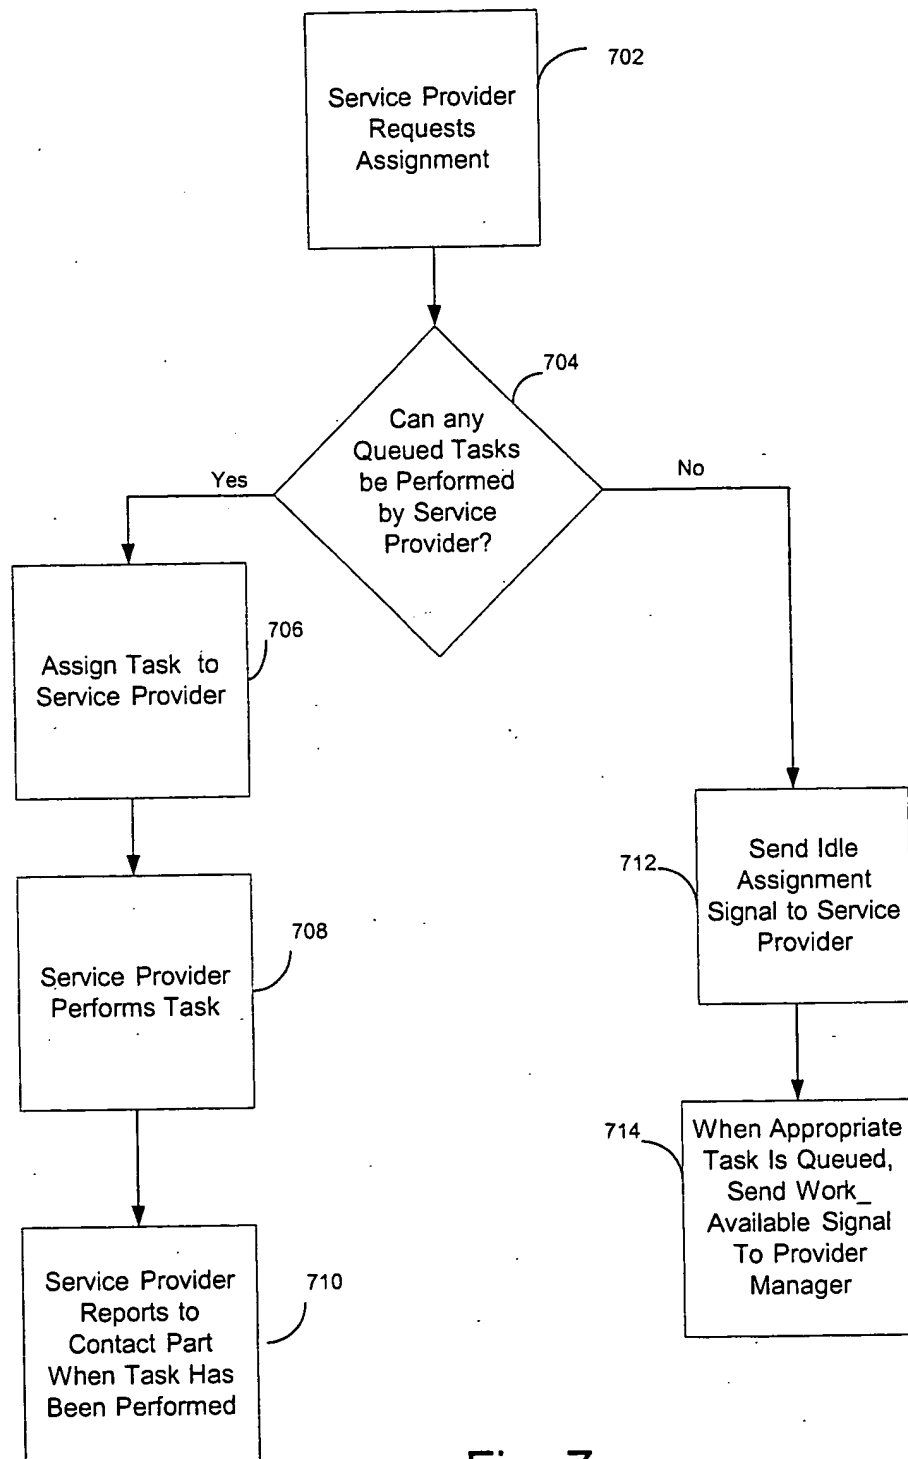 702
Service Provider
Requests
Assignment
704
Can any
Queued Tasks
be Performed
by Service
Provider?
Yes
No
706
Assign Task to
Service Provider
712
Send Idle
Assignment
Signal to Service
Provider
708
Service Provider
Performs Task
714
When Appropriate
Task Is Queued,
Send Work_
Available Signal
To Provider
Manager
710
Service Provider
Reports to
Contact Part
When Task Has
Been Performed
Fig. 7